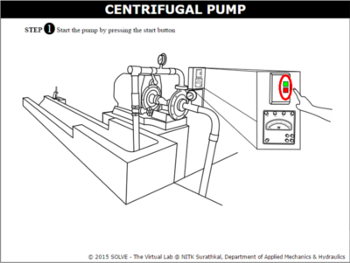 CENTRIFUGAL PUMP
STEP 1 Start the pump by pressing the start button
© 2015 SOLVE - The Virtual Lab @ NITK Surathkal, Department of Applied Mechanics & Hydraulics